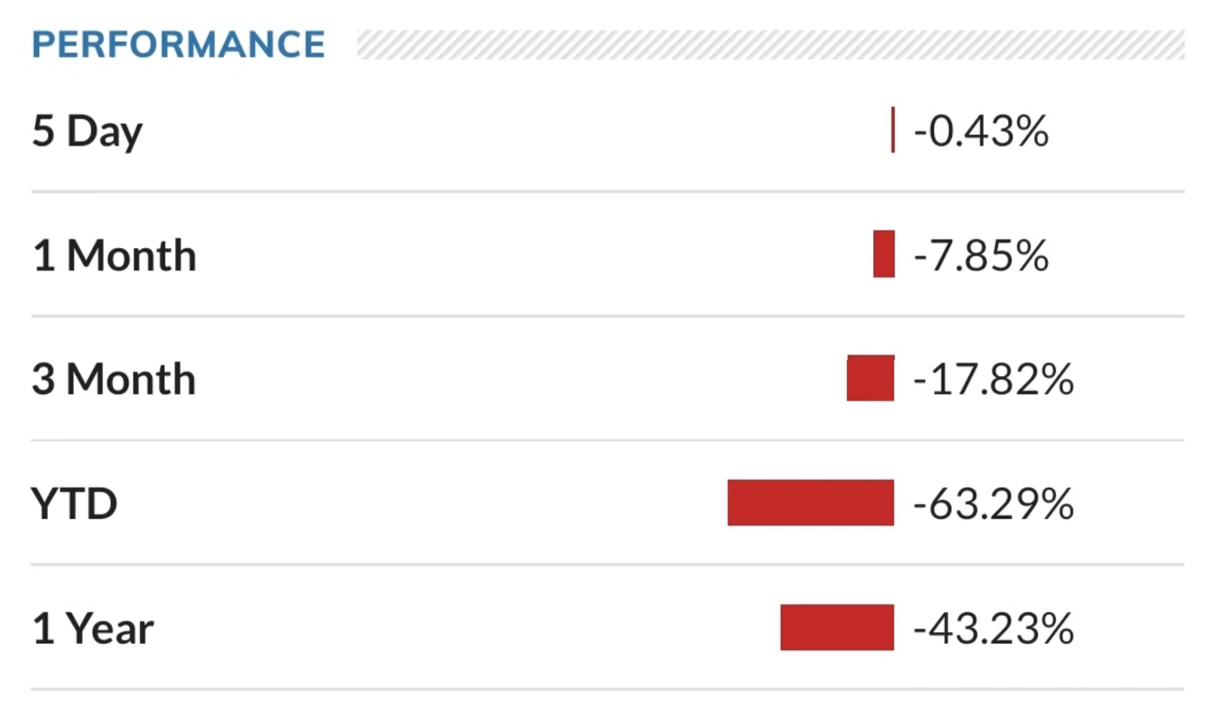 PERFORMANCE
5 Day -0.43%
1 Month -7.85%
3 Month -17.82%
YTD -63.29%
1 Year -43.23%